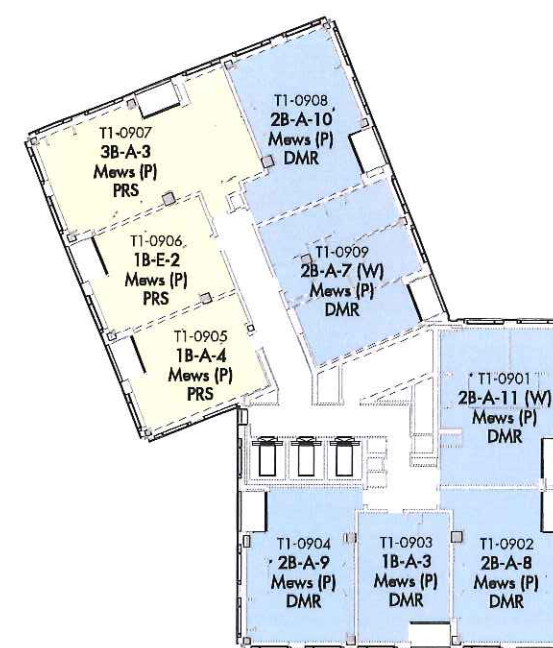 T1-0908
2B-A-10
Mews (P)
DMR
T1-0907
3B-A-3
Mews (P)
PRS
T1-0906
1B-E-2
Mews (P)
PRS
T1-0909
2B-A-7 (W)
Mews (P)
DMR
T1-0905
1B-A-4
Mews (P)
PRS
T1-0901
2B-A-11 (W)
Mews (P)
DMR
T1-0904
2B-A-9
Mews (P)
DMR
T1-0903
1B-A-3
Mews (P)
DMR
T1-0902
2B-A-8
Mews (P)
DMR